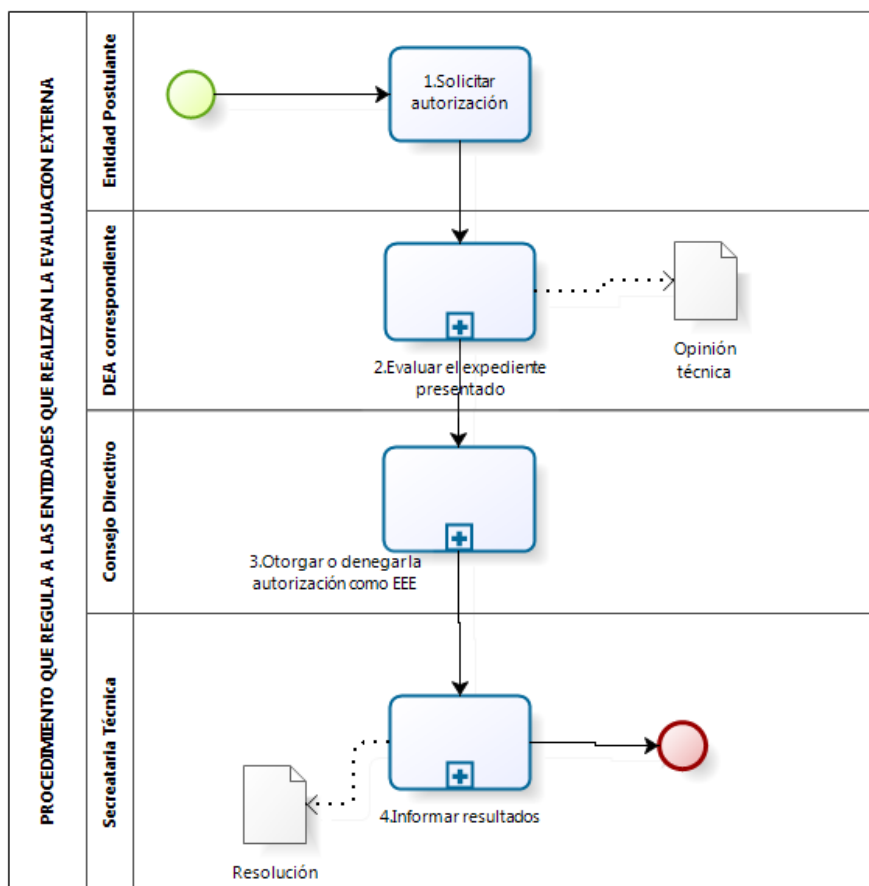 PROCEDIMIENTO QUE REGULA A LAS ENTIDADES QUE REALIZAN LA EVALUACION EXTERNA
Entidad Postulante
1.Solicitar
autorización
DEA correspondiente
2.Evaluar el expediente
presentado
Opinión
técnica
Consejo Directivo
3.Otorgar o denegar la
autorización como EEE
Secreataria Técnica
4.Informar resultados
Resolución